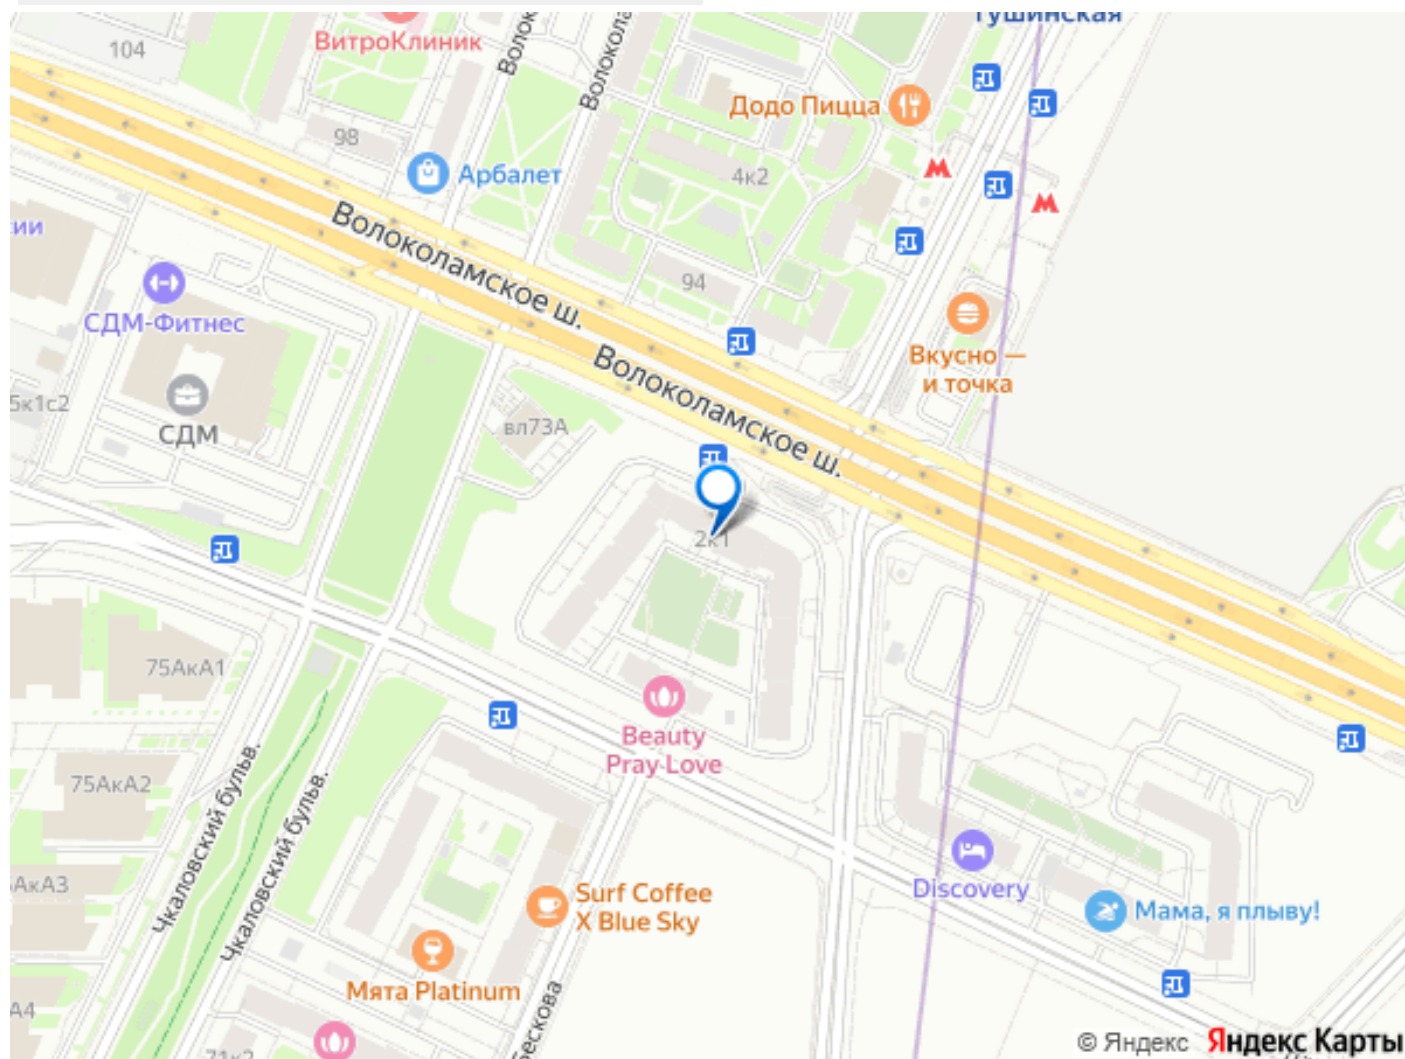 Тушинская
104
ВитроКлиник
Волок
Волокола
Додо Пицца
98
Арбалет
4к2
Волоколамское ш.
ии
94
СДМ-Фитнес
Вкусно —
и точка
Волоколамское ш.
5к1с2
СДМ
вл73А
2к1
75АкА1
Beauty
Pray Love
75АкА2
Чкаловский бульв.
Чкаловский бульв.
АкА3
Discovery
Surf Coffee
X Blue Sky
Мама, я плыву!
Мята Platinum
А4
71к2
Бескова
© Яндекс Яндекс Карты